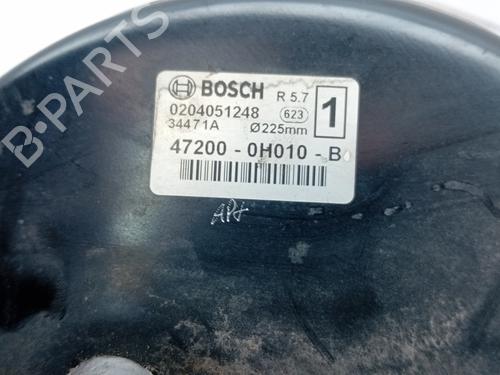 BOSCH R 5.7 1
0204051248 623
34471A Ø225mm
47200 - 0H010 - B
B-PARTS